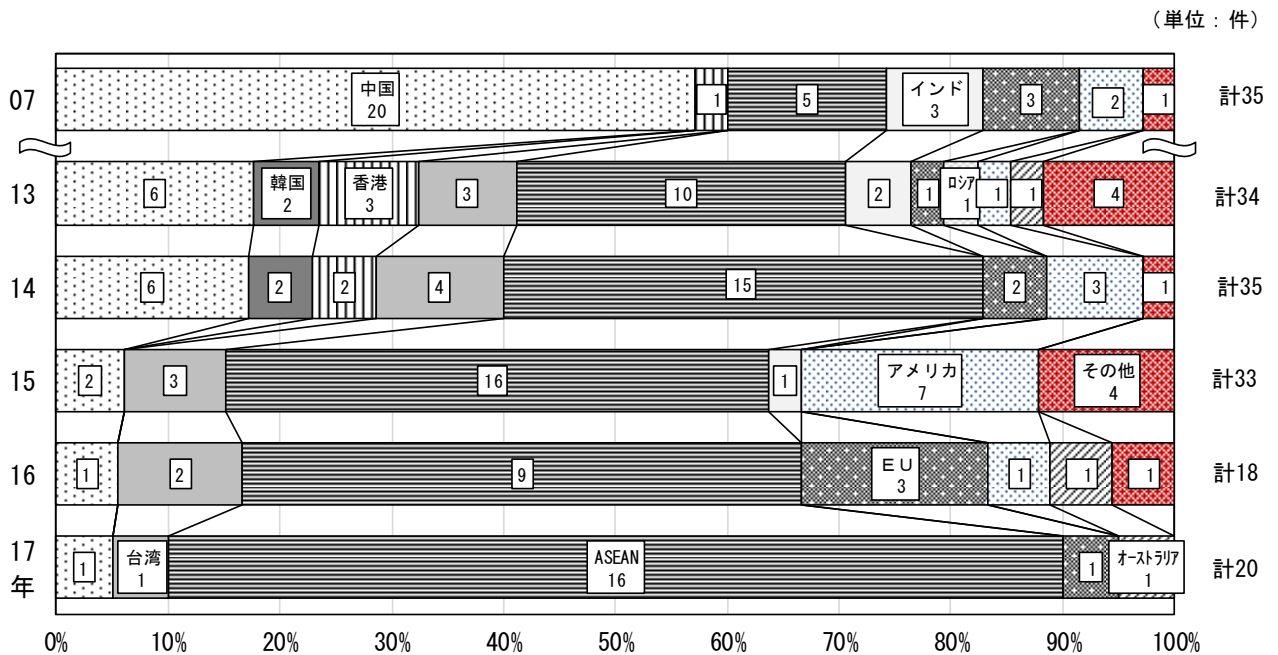 （単位：件）
07
中国
20
1
5
インド
3
3
2
1
計35
13
6
韓国
2
香港
3
3
10
2
1
ロシア
1
1
1
4
計34
14
6
2
2
4
15
2
3
1
計35
15
2
3
16
1
アメリカ
7
その他
4
計33
16
1
2
9
ＥＵ
3
1
1
1
計18
17
年
1
台湾
1
ASEAN
16
1
オーストラリア
1
計20
0% 10% 20% 30% 40% 50% 60% 70% 80% 90% 100%